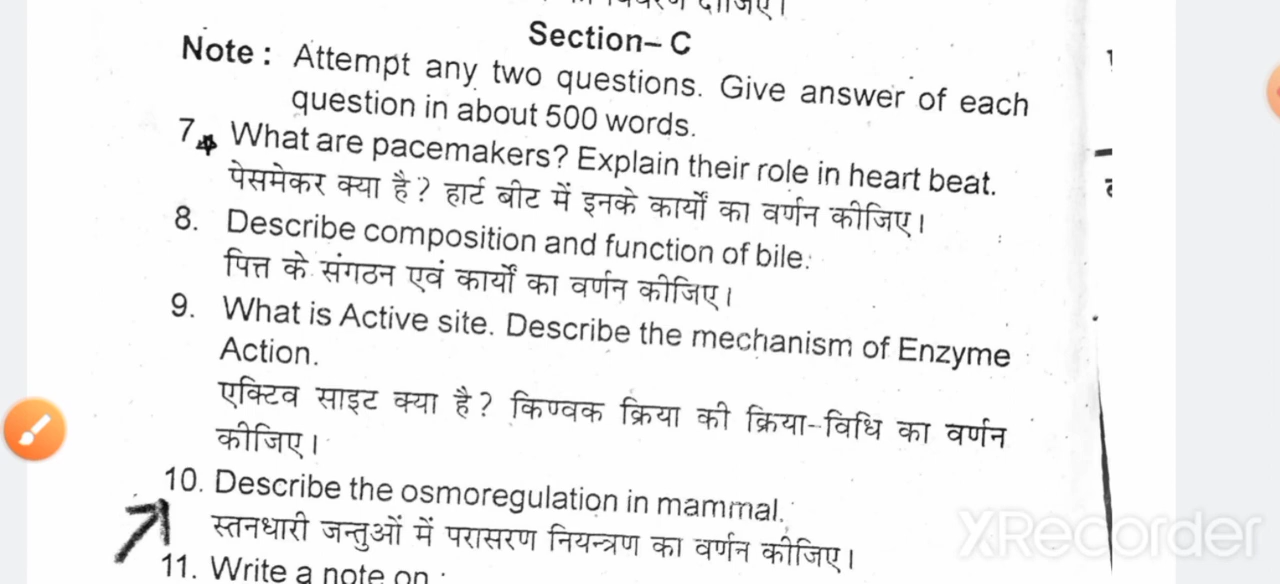 Section– C
Note : Attempt any two questions. Give answer of each
question in about 500 words.
7. What are pacemakers? Explain their role in heart beat.
पेसमेकर क्या है? हार्ट बीट में इनके कार्यों का वर्णन कीजिए।
8. Describe composition and function of bile.
पित्त के संगठन एवं कार्यों का वर्णन कीजिए।
9. What is Active site. Describe the mechanism of Enzyme
Action.
एक्टिव साइट क्या है? किण्वक क्रिया की क्रिया-विधि का वर्णन
कीजिए।
10. Describe the osmoregulation in mammal.
स्तनधारी जन्तुओं में परासरण नियन्त्रण का वर्णन कीजिए।
11. Write a note on :
XRecorder